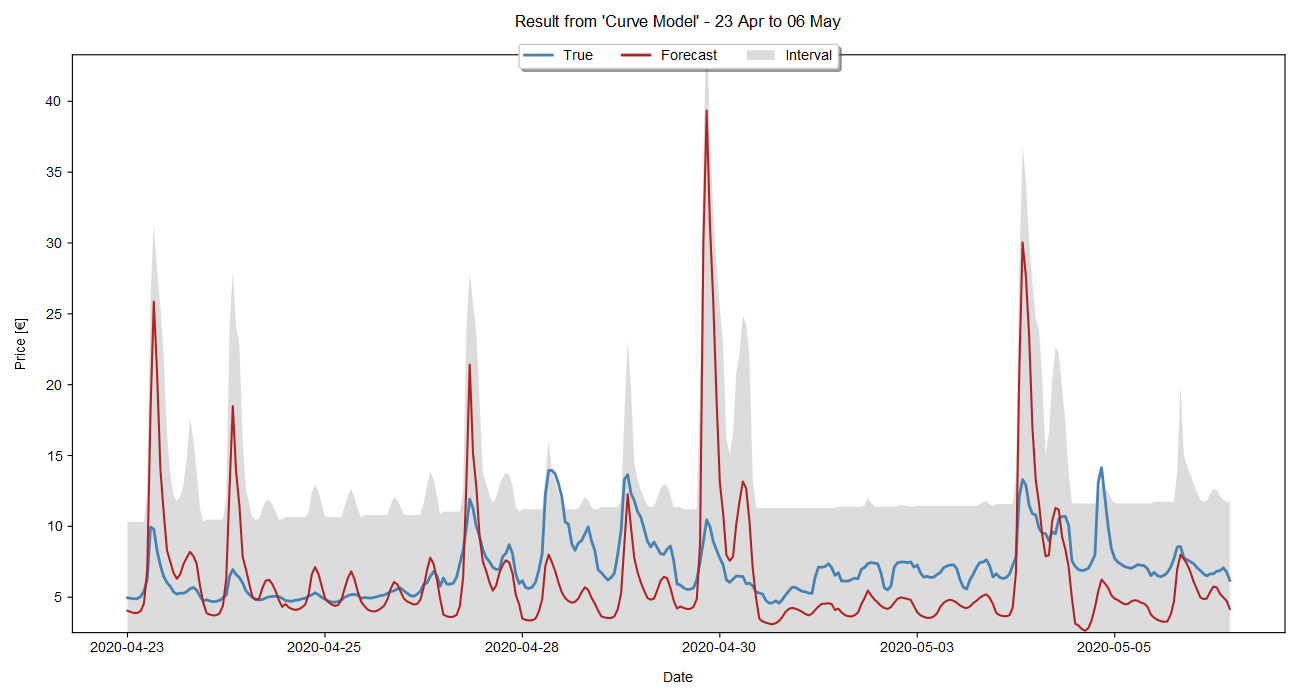 Result from 'Curve Model' - 23 Apr to 06 May
True Forecast Interval
40
35
30
25
20
15
10
5
Price [€]
2020-04-23 2020-04-25 2020-04-28 2020-04-30 2020-05-03 2020-05-05
Date